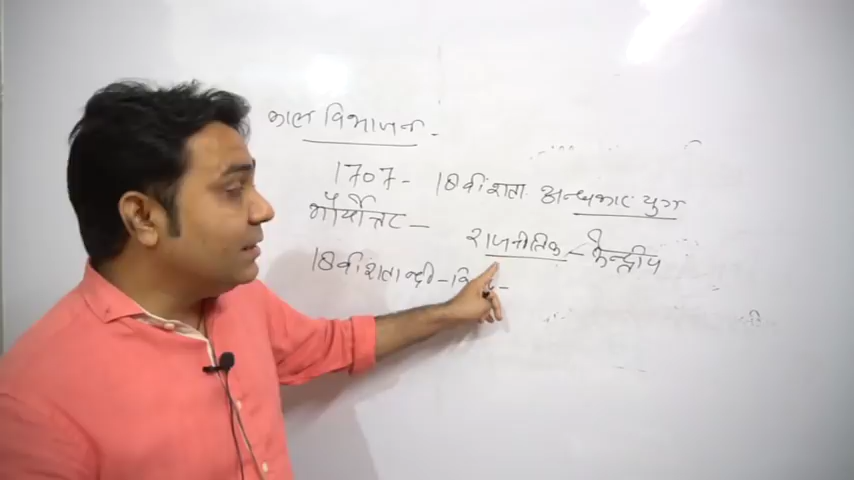 काल विभाजन -
1707 - 18वीं शता. अन्धकार युग
मौर्योत्तर - राजनीतिक - केन्द्रीय
18वीं शताब्दी -